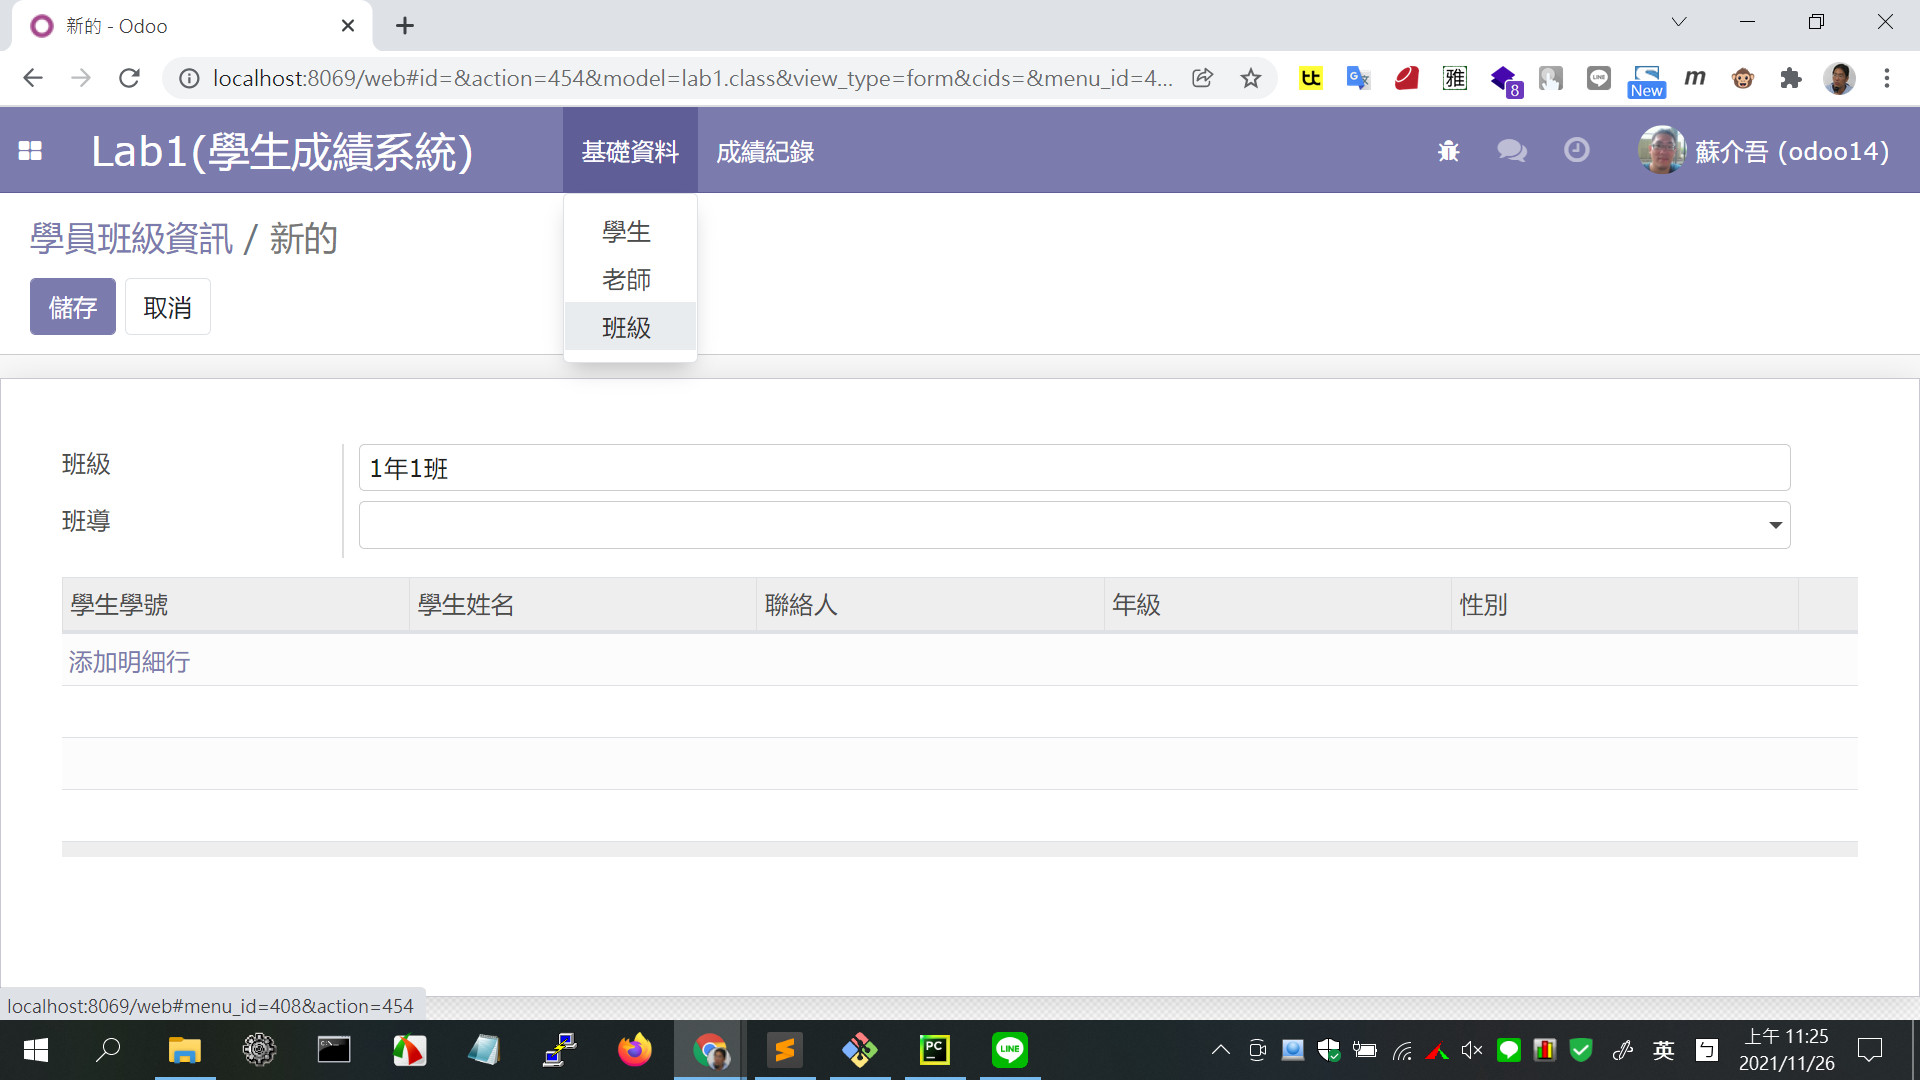 新的 - Odoo
localhost:8069/web#id=&action=454&model=lab1.class&view_type=form&cids=&menu_id=4...
tt
雅
8
New
m
Lab1(學生成績系統)
基礎資料
成績紀錄
蘇介吾 (odoo14)
學員班級資訊 / 新的
學生
老師
班級
儲存
取消
班級
1年1班
班導
學生學號
學生姓名
聯絡人
年級
性別
添加明細行
localhost:8069/web#menu_id=408&action=454
PC
LINE
英
ㄅ
上午 11:25
2021/11/26